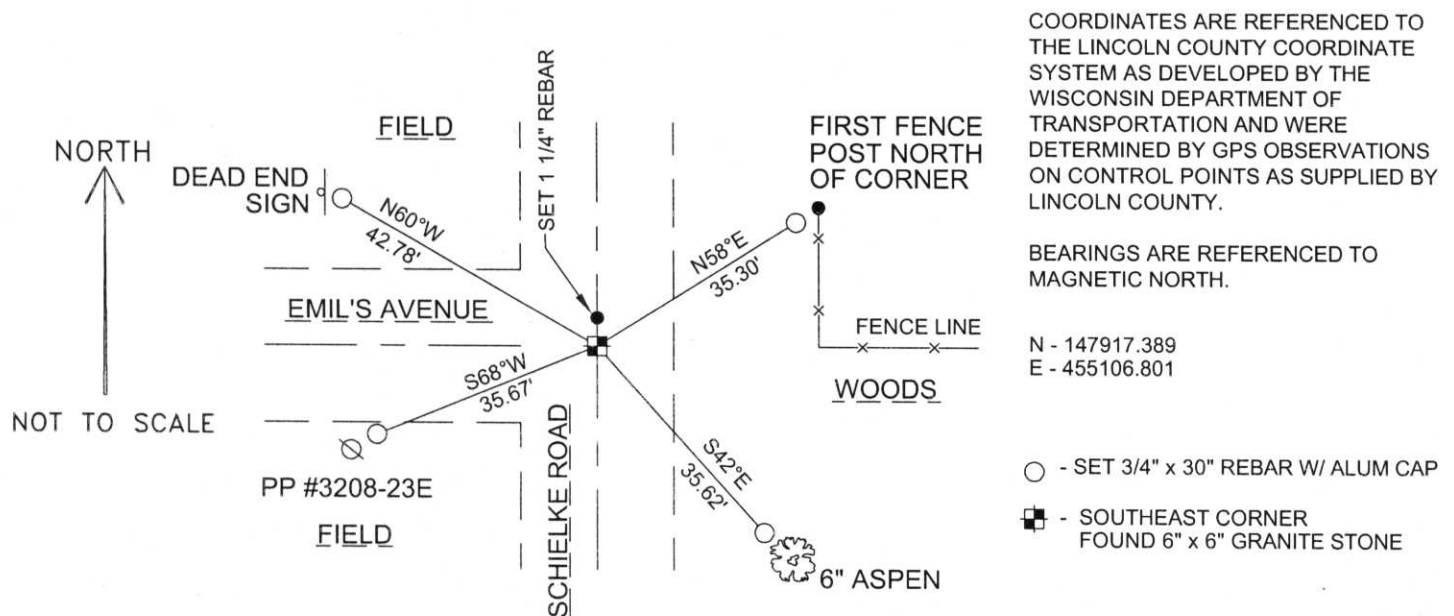 NORTH
NOT TO SCALE
FIELD
DEAD END
SIGN
N60°W
42.78'
SET 1 1/4" REBAR
FIRST FENCE
POST NORTH
OF CORNER
N58°E
35.30'
EMIL'S AVENUE
FENCE LINE
WOODS
S68°W
35.67'
PP #3208-23E
FIELD
SCHIELKE ROAD
S42°E
35.62'
6" ASPEN
COORDINATES ARE REFERENCED TO
THE LINCOLN COUNTY COORDINATE
SYSTEM AS DEVELOPED BY THE
WISCONSIN DEPARTMENT OF
TRANSPORTATION AND WERE
DETERMINED BY GPS OBSERVATIONS
ON CONTROL POINTS AS SUPPLIED BY
LINCOLN COUNTY.
BEARINGS ARE REFERENCED TO
MAGNETIC NORTH.
N - 147917.389
E - 455106.801
- SET 3/4" x 30" REBAR W/ ALUM CAP
- SOUTHEAST CORNER
FOUND 6" x 6" GRANITE STONE